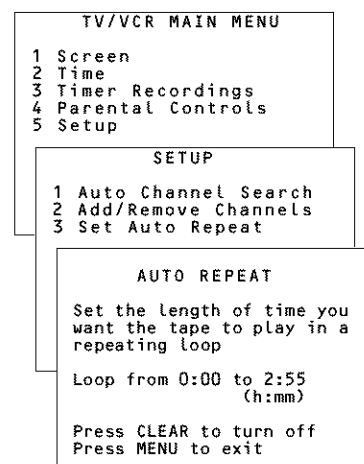 TV/VCR MAIN MENU
1 Screen
2 Time
3 Timer Recordings
4 Parental Controls
5 Setup
SETUP
1 Auto Channel Search
2 Add/Remove Channels
3 Set Auto Repeat
AUTO REPEAT
Set the length of time you
want the tape to play in a
repeating loop
Loop from 0:00 to 2:55
(h:mm)
Press CLEAR to turn off
Press MENU to exit